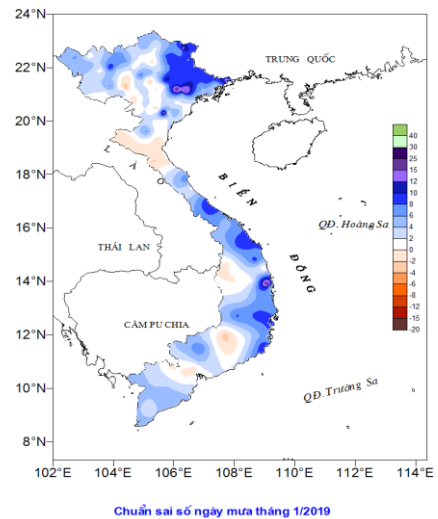 24°N
22°N
20°N
18°N
16°N
14°N
12°N
10°N
8°N
TRUNG QUỐC
LÀO
BIỂN ĐÔNG
QĐ. Hoàng Sa
THÁI LAN
CĂM PU CHIA
QĐ. Trường Sa
40
30
25
15
12
10
8
6
4
2
0
-2
-4
-6
-8
-12
-15
-20
102°E 104°E 106°E 108°E 110°E 112°E 114°E
Chuẩn sai số ngày mưa tháng 1/2019